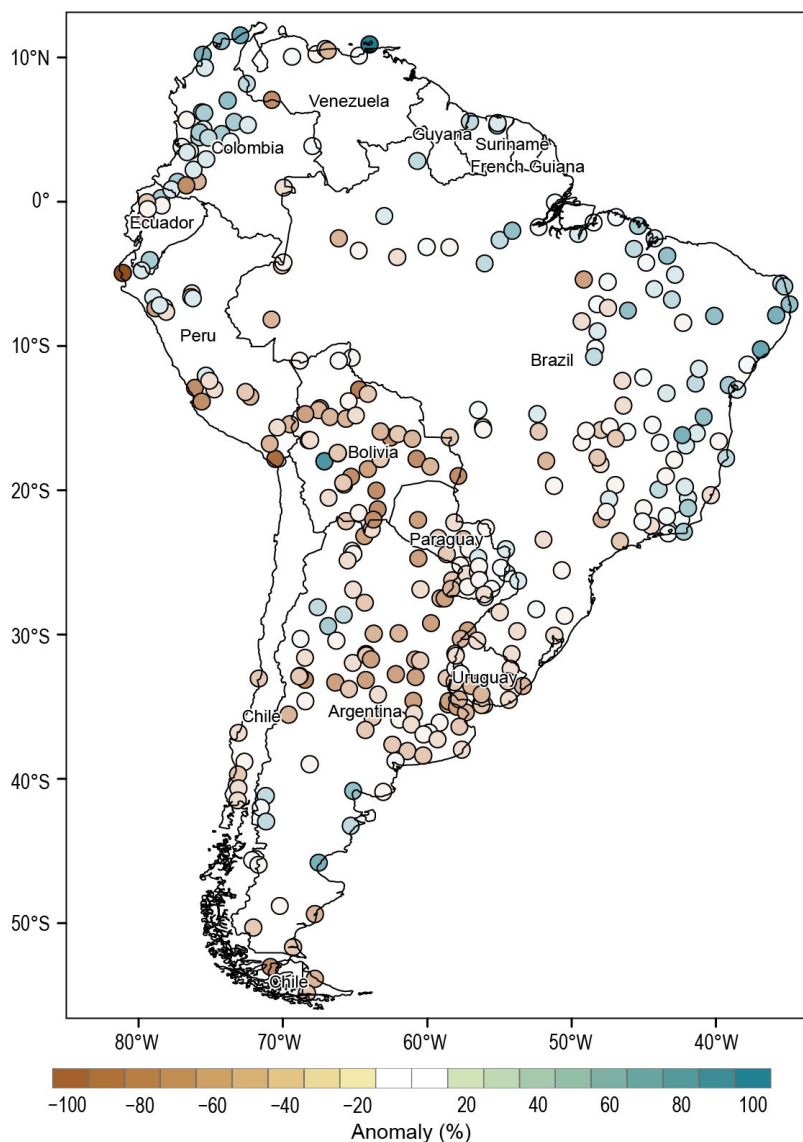 10°N
Venezuela
Guyana
Suriname
Colombia
French Guiana
0°
Ecuador
Peru
Brazil
10°S
Bolivia
20°S
Paraguay
30°S
Uruguay
Chile
Argentina
40°S
50°S
Chile
80°W 70°W 60°W 50°W 40°W
−100 −80 −60 −40 −20 20 40 60 80 100
Anomaly (%)